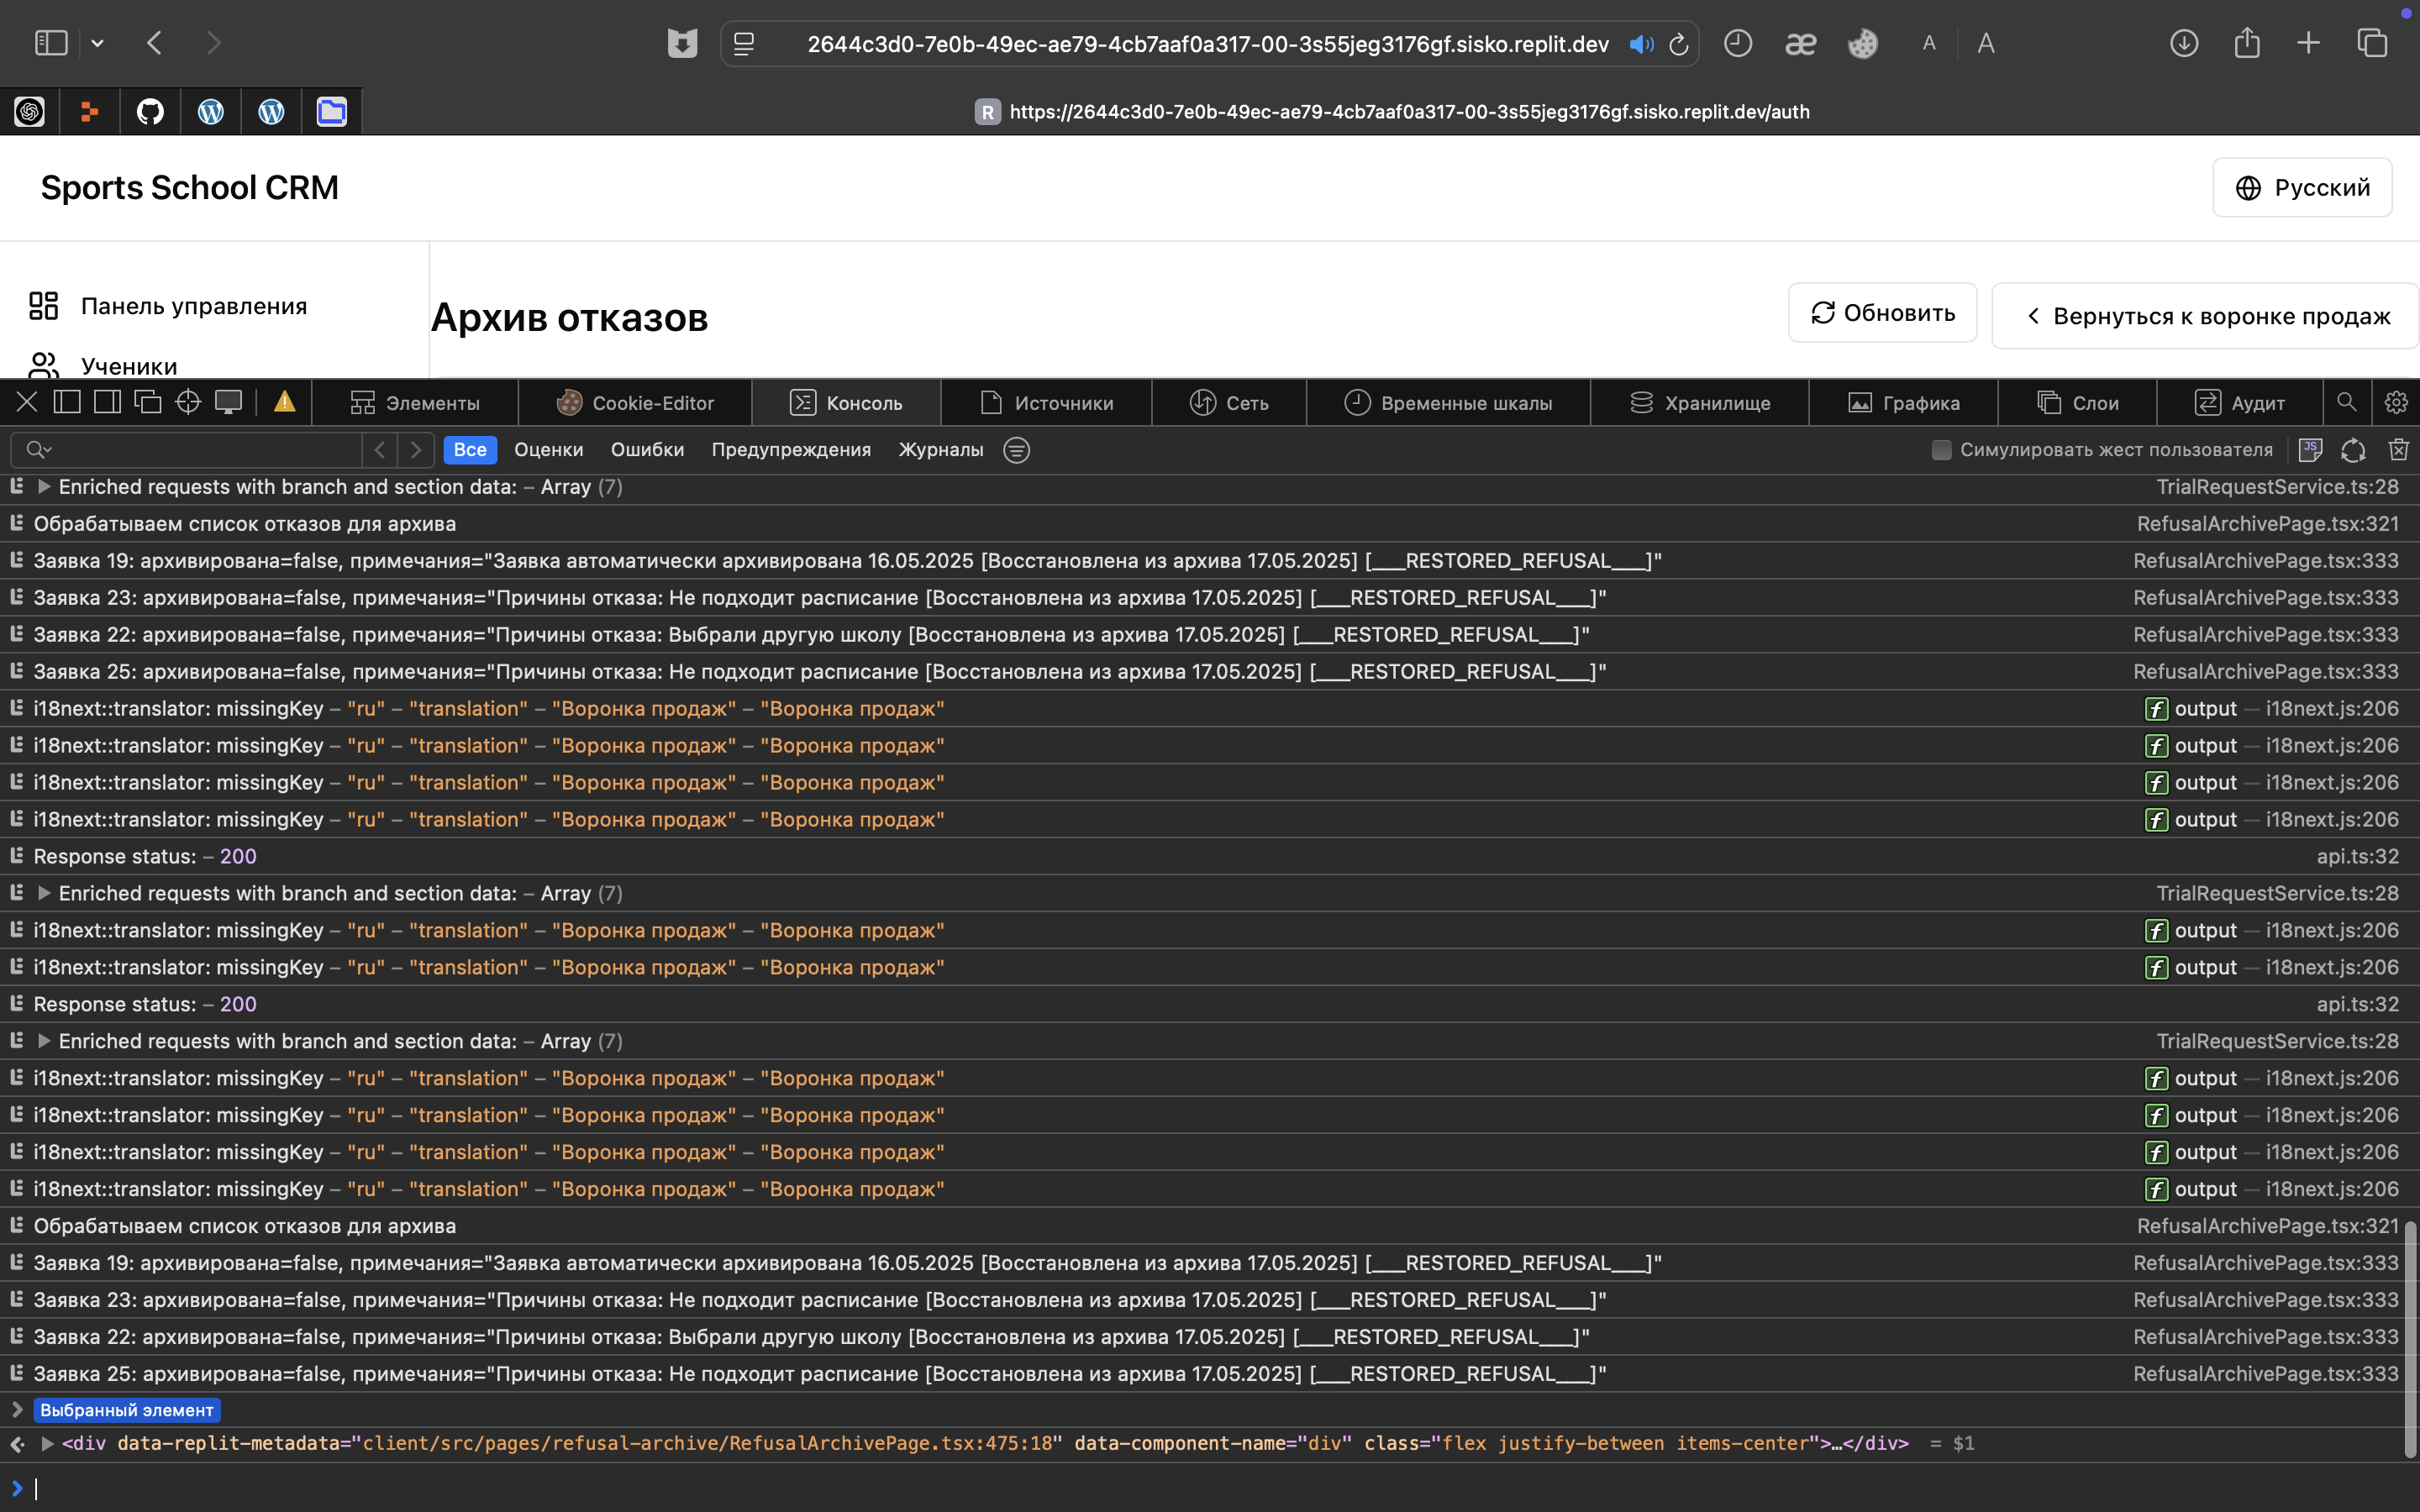 2644c3d0-7e0b-49ec-ae79-4cb7aaf0a317-00-3s55jeg3176gf.sisko.replit.dev
æ A A
R https://2644c3d0-7e0b-49ec-ae79-4cb7aaf0a317-00-3s55jeg3176gf.sisko.replit.dev/auth
Sports School CRM
Русский
Панель управления
Ученики
Архив отказов
Обновить
Вернуться к воронке продаж
Элементы Cookie-Editor Консоль Источники Сеть Временные шкалы Хранилище Графика Слои Аудит
Все Оценки Ошибки Предупреждения Журналы Симулировать жест пользователя JS
Enriched requests with branch and section data: – Array (7) TrialRequestService.ts:28
Обрабатываем список отказов для архива RefusalArchivePage.tsx:321
Заявка 19: архивирована=false, примечания="Заявка автоматически архивирована 16.05.2025 [Восстановлена из архива 17.05.2025] [___RESTORED_REFUSAL___]" RefusalArchivePage.tsx:333
Заявка 23: архивирована=false, примечания="Причины отказа: Не подходит расписание [Восстановлена из архива 17.05.2025] [___RESTORED_REFUSAL___]" RefusalArchivePage.tsx:333
Заявка 22: архивирована=false, примечания="Причины отказа: Выбрали другую школу [Восстановлена из архива 17.05.2025] [___RESTORED_REFUSAL___]" RefusalArchivePage.tsx:333
Заявка 25: архивирована=false, примечания="Причины отказа: Не подходит расписание [Восстановлена из архива 17.05.2025] [___RESTORED_REFUSAL___]" RefusalArchivePage.tsx:333
i18next::translator: missingKey – "ru" – "translation" – "Воронка продаж" – "Воронка продаж" f output — i18next.js:206
i18next::translator: missingKey – "ru" – "translation" – "Воронка продаж" – "Воронка продаж" f output — i18next.js:206
i18next::translator: missingKey – "ru" – "translation" – "Воронка продаж" – "Воронка продаж" f output — i18next.js:206
i18next::translator: missingKey – "ru" – "translation" – "Воронка продаж" – "Воронка продаж" f output — i18next.js:206
Response status: – 200 api.ts:32
Enriched requests with branch and section data: – Array (7) TrialRequestService.ts:28
i18next::translator: missingKey – "ru" – "translation" – "Воронка продаж" – "Воронка продаж" f output — i18next.js:206
i18next::translator: missingKey – "ru" – "translation" – "Воронка продаж" – "Воронка продаж" f output — i18next.js:206
Response status: – 200 api.ts:32
Enriched requests with branch and section data: – Array (7) TrialRequestService.ts:28
i18next::translator: missingKey – "ru" – "translation" – "Воронка продаж" – "Воронка продаж" f output — i18next.js:206
i18next::translator: missingKey – "ru" – "translation" – "Воронка продаж" – "Воронка продаж" f output — i18next.js:206
i18next::translator: missingKey – "ru" – "translation" – "Воронка продаж" – "Воронка продаж" f output — i18next.js:206
i18next::translator: missingKey – "ru" – "translation" – "Воронка продаж" – "Воронка продаж" f output — i18next.js:206
Обрабатываем список отказов для архива RefusalArchivePage.tsx:321
Заявка 19: архивирована=false, примечания="Заявка автоматически архивирована 16.05.2025 [Восстановлена из архива 17.05.2025] [___RESTORED_REFUSAL___]" RefusalArchivePage.tsx:333
Заявка 23: архивирована=false, примечания="Причины отказа: Не подходит расписание [Восстановлена из архива 17.05.2025] [___RESTORED_REFUSAL___]" RefusalArchivePage.tsx:333
Заявка 22: архивирована=false, примечания="Причины отказа: Выбрали другую школу [Восстановлена из архива 17.05.2025] [___RESTORED_REFUSAL___]" RefusalArchivePage.tsx:333
Заявка 25: архивирована=false, примечания="Причины отказа: Не подходит расписание [Восстановлена из архива 17.05.2025] [___RESTORED_REFUSAL___]" RefusalArchivePage.tsx:333
Выбранный элемент
<div data-replit-metadata="client/src/pages/refusal-archive/RefusalArchivePage.tsx:475:18" data-component-name="div" class="flex justify-between items-center">…</div> = $1